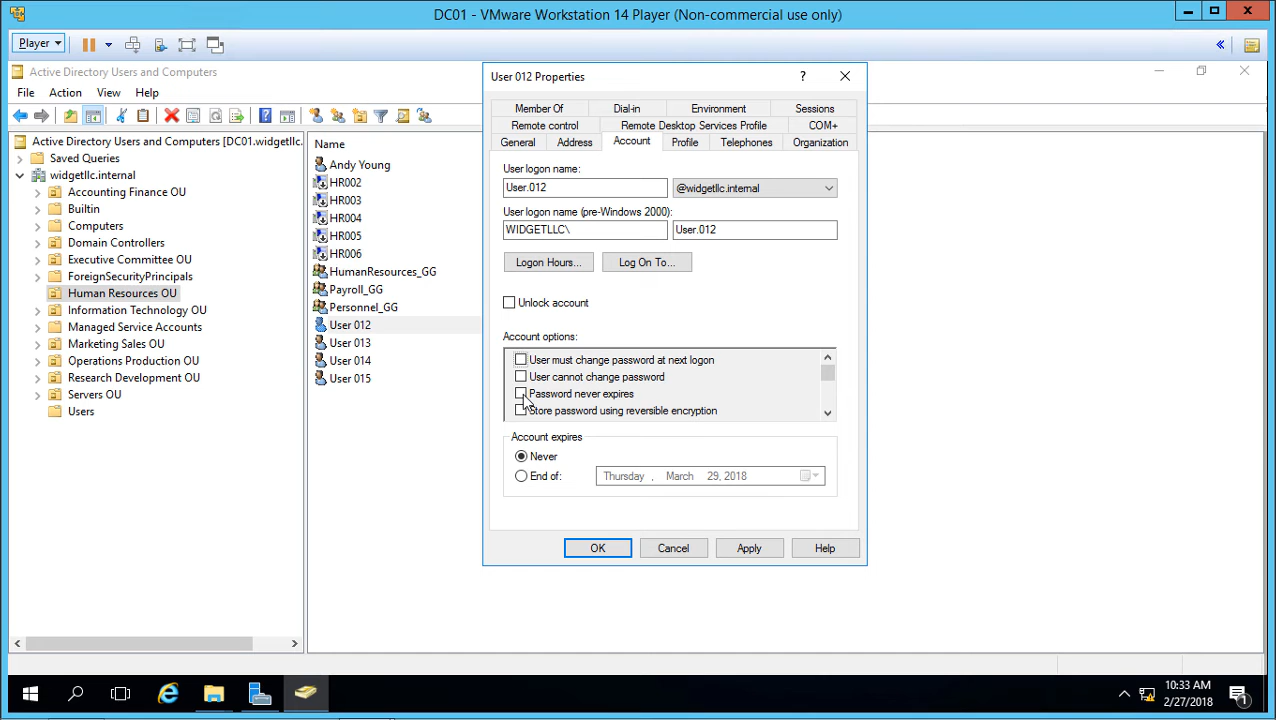 DC01 - VMware Workstation 14 Player (Non-commercial use only)
Player
Active Directory Users and Computers
File Action View Help
Active Directory Users and Computers [DC01.widgetllc.
Saved Queries
widgetllc.internal
Accounting Finance OU
Builtin
Computers
Domain Controllers
Executive Committee OU
ForeignSecurityPrincipals
Human Resources OU
Information Technology OU
Managed Service Accounts
Marketing Sales OU
Operations Production OU
Research Development OU
Servers OU
Users
Name
Andy Young
HR002
HR003
HR004
HR005
HR006
HumanResources_GG
Payroll_GG
Personnel_GG
User 012
User 013
User 014
User 015
User 012 Properties
Member Of Dial-in Environment Sessions
Remote control Remote Desktop Services Profile COM+
General Address Account Profile Telephones Organization
User logon name:
User.012 @widgetllc.internal
User logon name (pre-Windows 2000):
WIDGETLLC\ User.012
Logon Hours... Log On To...
Unlock account
Account options:
User must change password at next logon
User cannot change password
Password never expires
Store password using reversible encryption
Account expires
Never
End of: Thursday , March 29, 2018
OK Cancel Apply Help
10:33 AM
2/27/2018
1